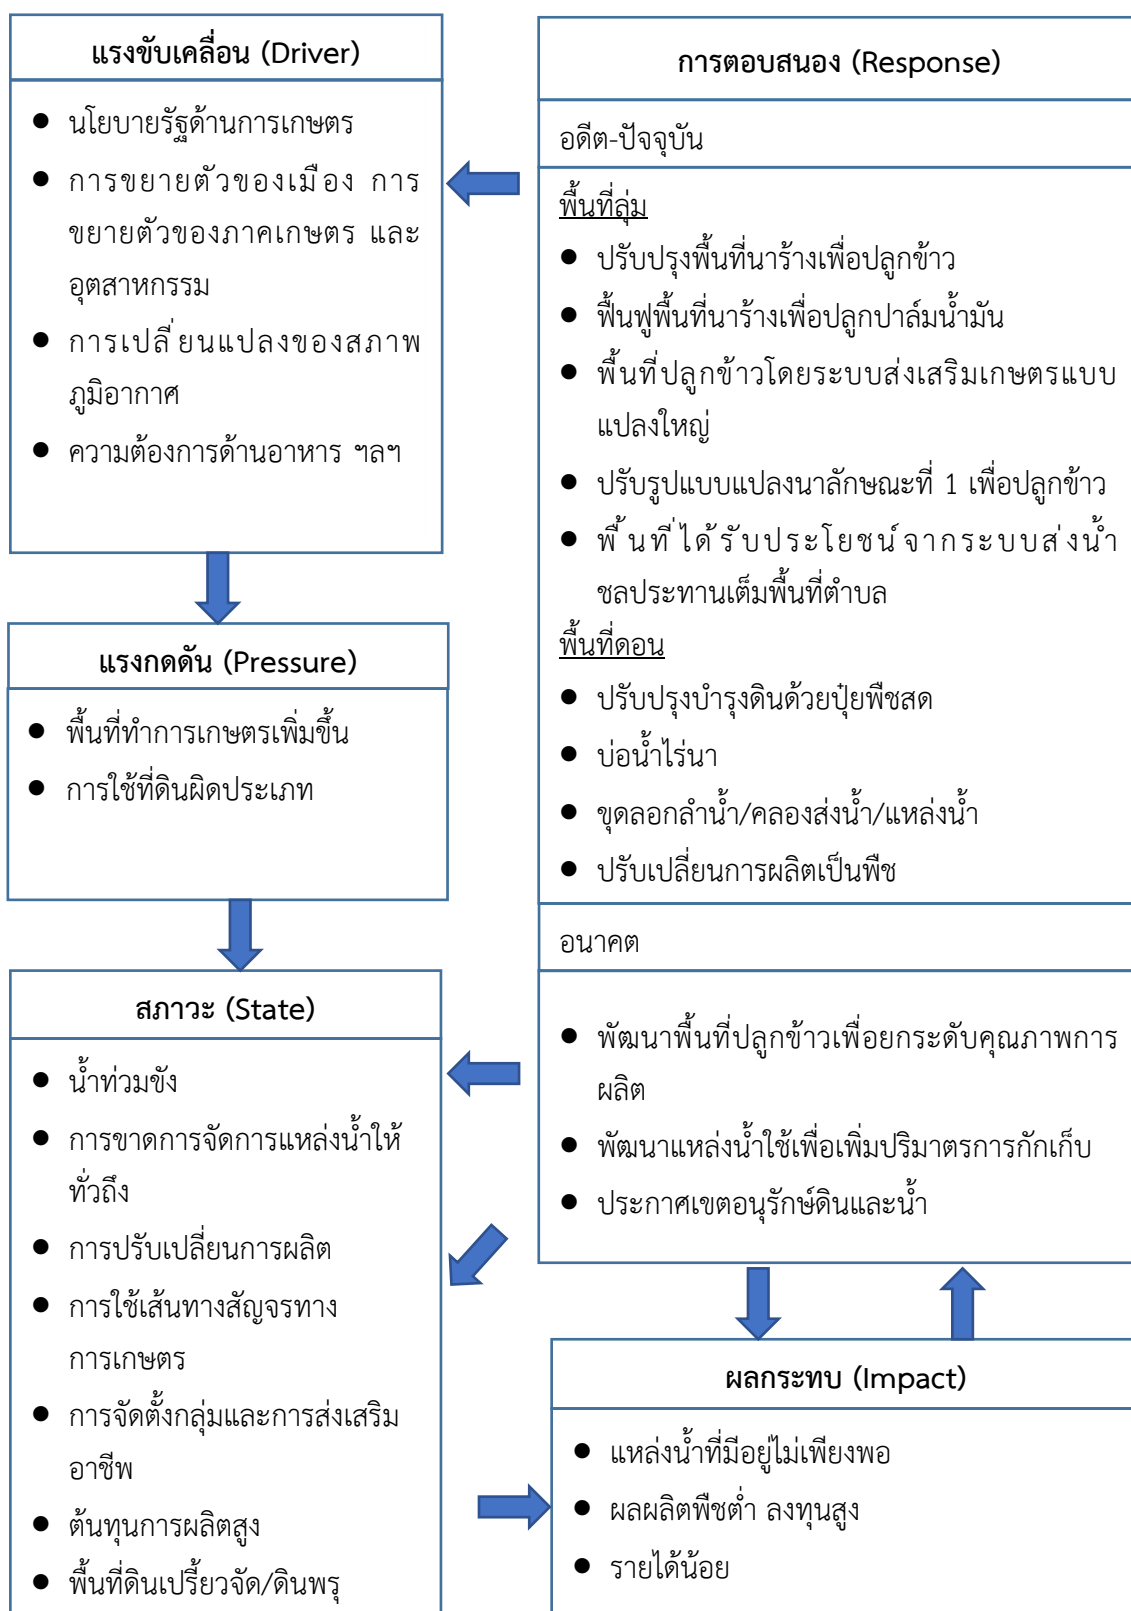 แรงขับเคลื่อน (Driver)
● นโยบายรัฐด้านการเกษตร
● การขยายตัวของเมือง การ
ขยายตัวของภาคเกษตร และ
อุตสาหกรรม
● การเปลี่ยนแปลงของสภาพ
ภูมิอากาศ
● ความต้องการด้านอาหาร ฯลฯ
แรงกดดัน (Pressure)
● พื้นที่ทำการเกษตรเพิ่มขึ้น
● การใช้ที่ดินผิดประเภท
สภาวะ (State)
● น้ำท่วมขัง
● การขาดการจัดการแหล่งน้ำให้
ทั่วถึง
● การปรับเปลี่ยนการผลิต
● การใช้เส้นทางสัญจรทาง
การเกษตร
● การจัดตั้งกลุ่มและการส่งเสริม
อาชีพ
● ต้นทุนการผลิตสูง
● พื้นที่ดินเปรี้ยวจัด/ดินพรุ
การตอบสนอง (Response)
อดีต-ปัจจุบัน
พื้นที่ลุ่ม
● ปรับปรุงพื้นที่นาร้างเพื่อปลูกข้าว
● ฟื้นฟูพื้นที่นาร้างเพื่อปลูกปาล์มน้ำมัน
● พื้นที่ปลูกข้าวโดยระบบส่งเสริมเกษตรแบบ
แปลงใหญ่
● ปรับรูปแบบแปลงนาลักษณะที่ 1 เพื่อปลูกข้าว
● พื้นที่ได้รับประโยชน์จากระบบส่งน้ำ
ชลประทานเต็มพื้นที่ตำบล
พื้นที่ดอน
● ปรับปรุงบำรุงดินด้วยปุ๋ยพืชสด
● บ่อน้ำไร่นา
● ขุดลอกลำน้ำ/คลองส่งน้ำ/แหล่งน้ำ
● ปรับเปลี่ยนการผลิตเป็นพืช
อนาคต
● พัฒนาพื้นที่ปลูกข้าวเพื่อยกระดับคุณภาพการ
ผลิต
● พัฒนาแหล่งน้ำใช้เพื่อเพิ่มปริมาตรการกักเก็บ
● ประกาศเขตอนุรักษ์ดินและน้ำ
ผลกระทบ (Impact)
● แหล่งน้ำที่มีอยู่ไม่เพียงพอ
● ผลผลิตพืชต่ำ ลงทุนสูง
● รายได้น้อย